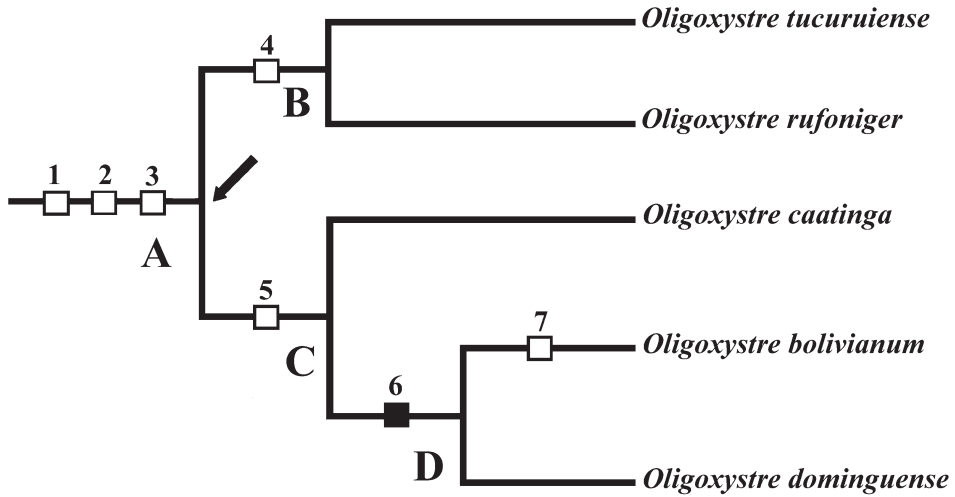 Oligoxystre tucuruiense
4
B
Oligoxystre rufoniger
1 2 3
A
Oligoxystre caatinga
5
C
7
Oligoxystre bolivianum
6
D
Oligoxystre dominguense